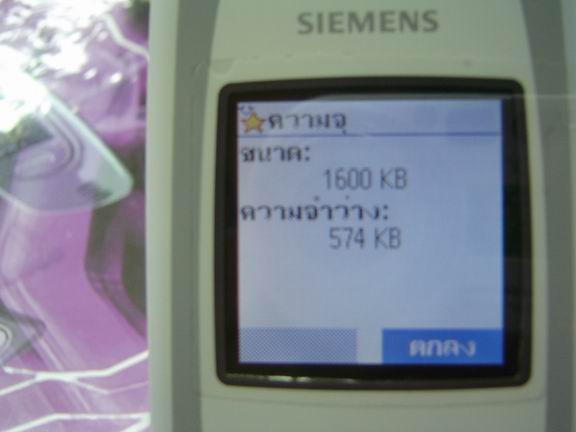 SIEMENS
ความจุ
ขนาด:
1600 KB
ความจำว่าง:
574 KB
ตกลง